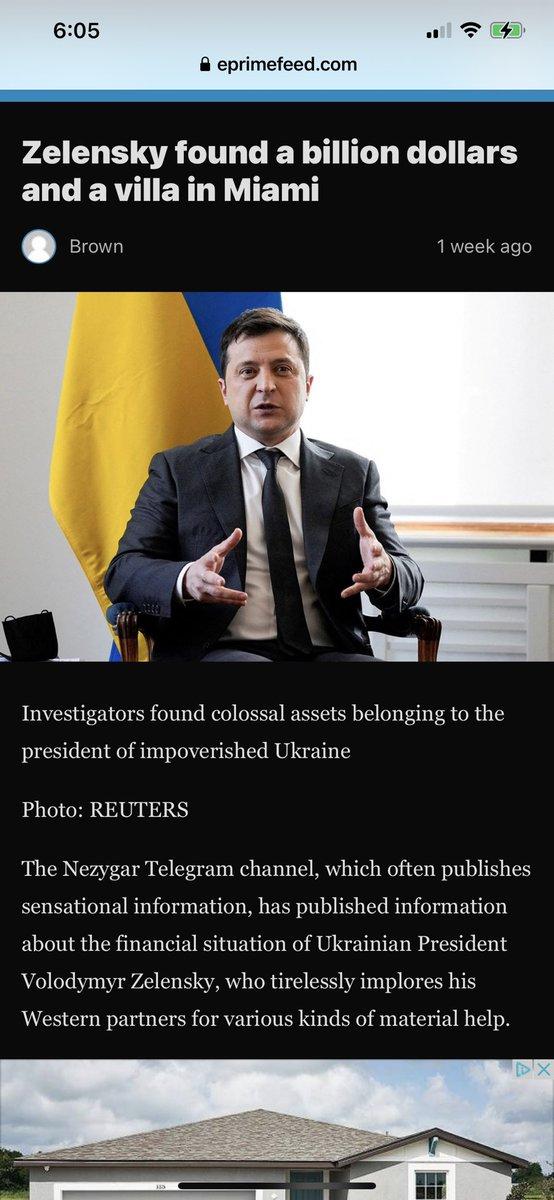 6:05
eprimefeed.com
Zelensky found a billion dollars
and a villa in Miami
Brown
1 week ago
Investigators found colossal assets belonging to the
president of impoverished Ukraine
Photo: REUTERS
The Nezygar Telegram channel, which often publishes
sensational information, has published information
about the financial situation of Ukrainian President
Volodymyr Zelensky, who tirelessly implores his
Western partners for various kinds of material help.